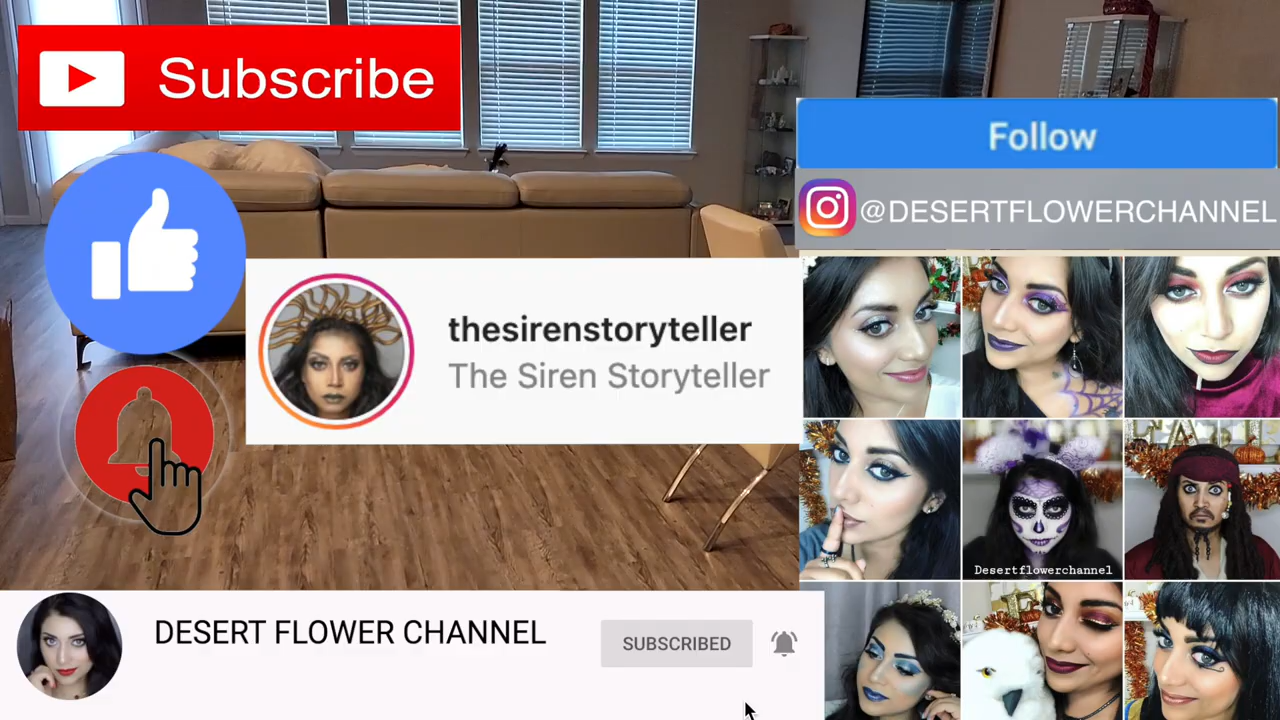 Subscribe
Follow
@DESERTFLOWERCHANNEL
thesirenstoryteller
The Siren Storyteller
Desertflowerchannel
DESERT FLOWER CHANNEL
SUBSCRIBED